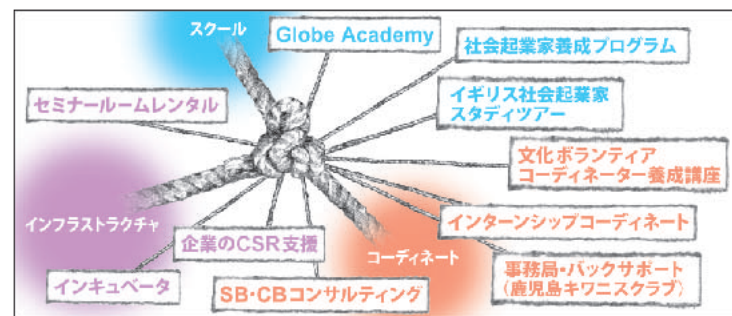 スクール
Globe Academy
社会起業家養成プログラム
セミナールームレンタル
イギリス社会起業家
スタディツアー
文化ボランティア
コーディネーター養成講座
インフラストラクチャ
企業のCSR支援
コーディネート
インターンシップコーディネート
インキュベータ
SB・CBコンサルティング
事務局・バックサポート
(鹿児島キワニスクラブ)